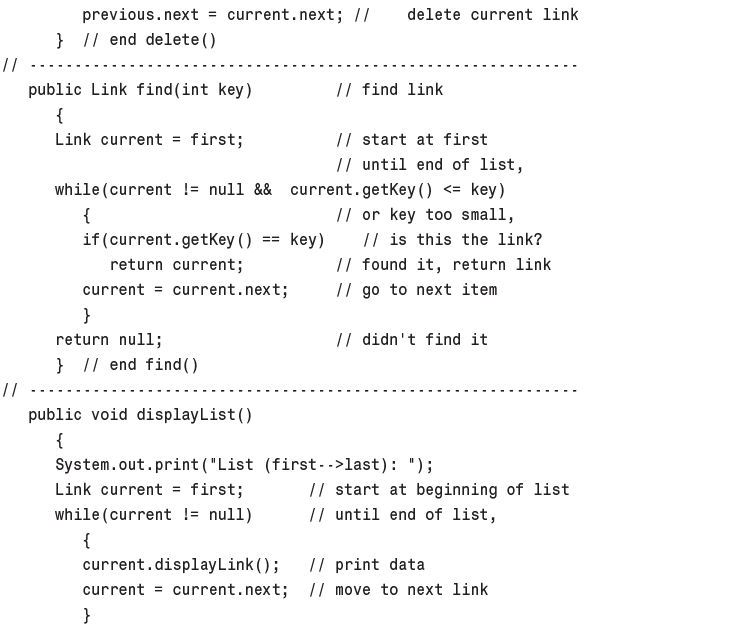 previous.next = current.next; //    delete current link
      }  // end delete()
// -------------------------------------------------------------
   public Link find(int key)         // find link
      {
      Link current = first;          // start at first
                                     // until end of list,
      while(current != null &&  current.getKey() <= key)
         {                           // or key too small,
         if(current.getKey() == key)    // is this the link?
            return current;          // found it, return link
         current = current.next;     // go to next item
         }
      return null;                   // didn't find it
      }  // end find()
// -------------------------------------------------------------
   public void displayList()
      {
      System.out.print("List (first-->last): ");
      Link current = first;       // start at beginning of list
      while(current != null)      // until end of list,
         {
         current.displayLink();   // print data
         current = current.next;  // move to next link
         }